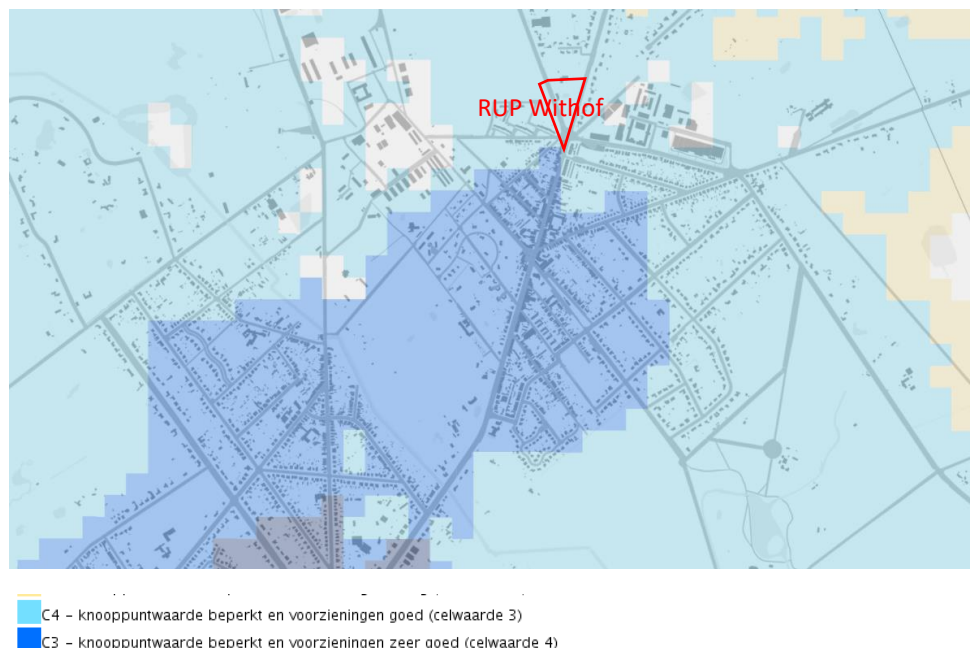 RUP Withof
C4 – knooppuntwaarde beperkt en voorzieningen goed (celwaarde 3)
C3 – knooppuntwaarde beperkt en voorzieningen zeer goed (celwaarde 4)